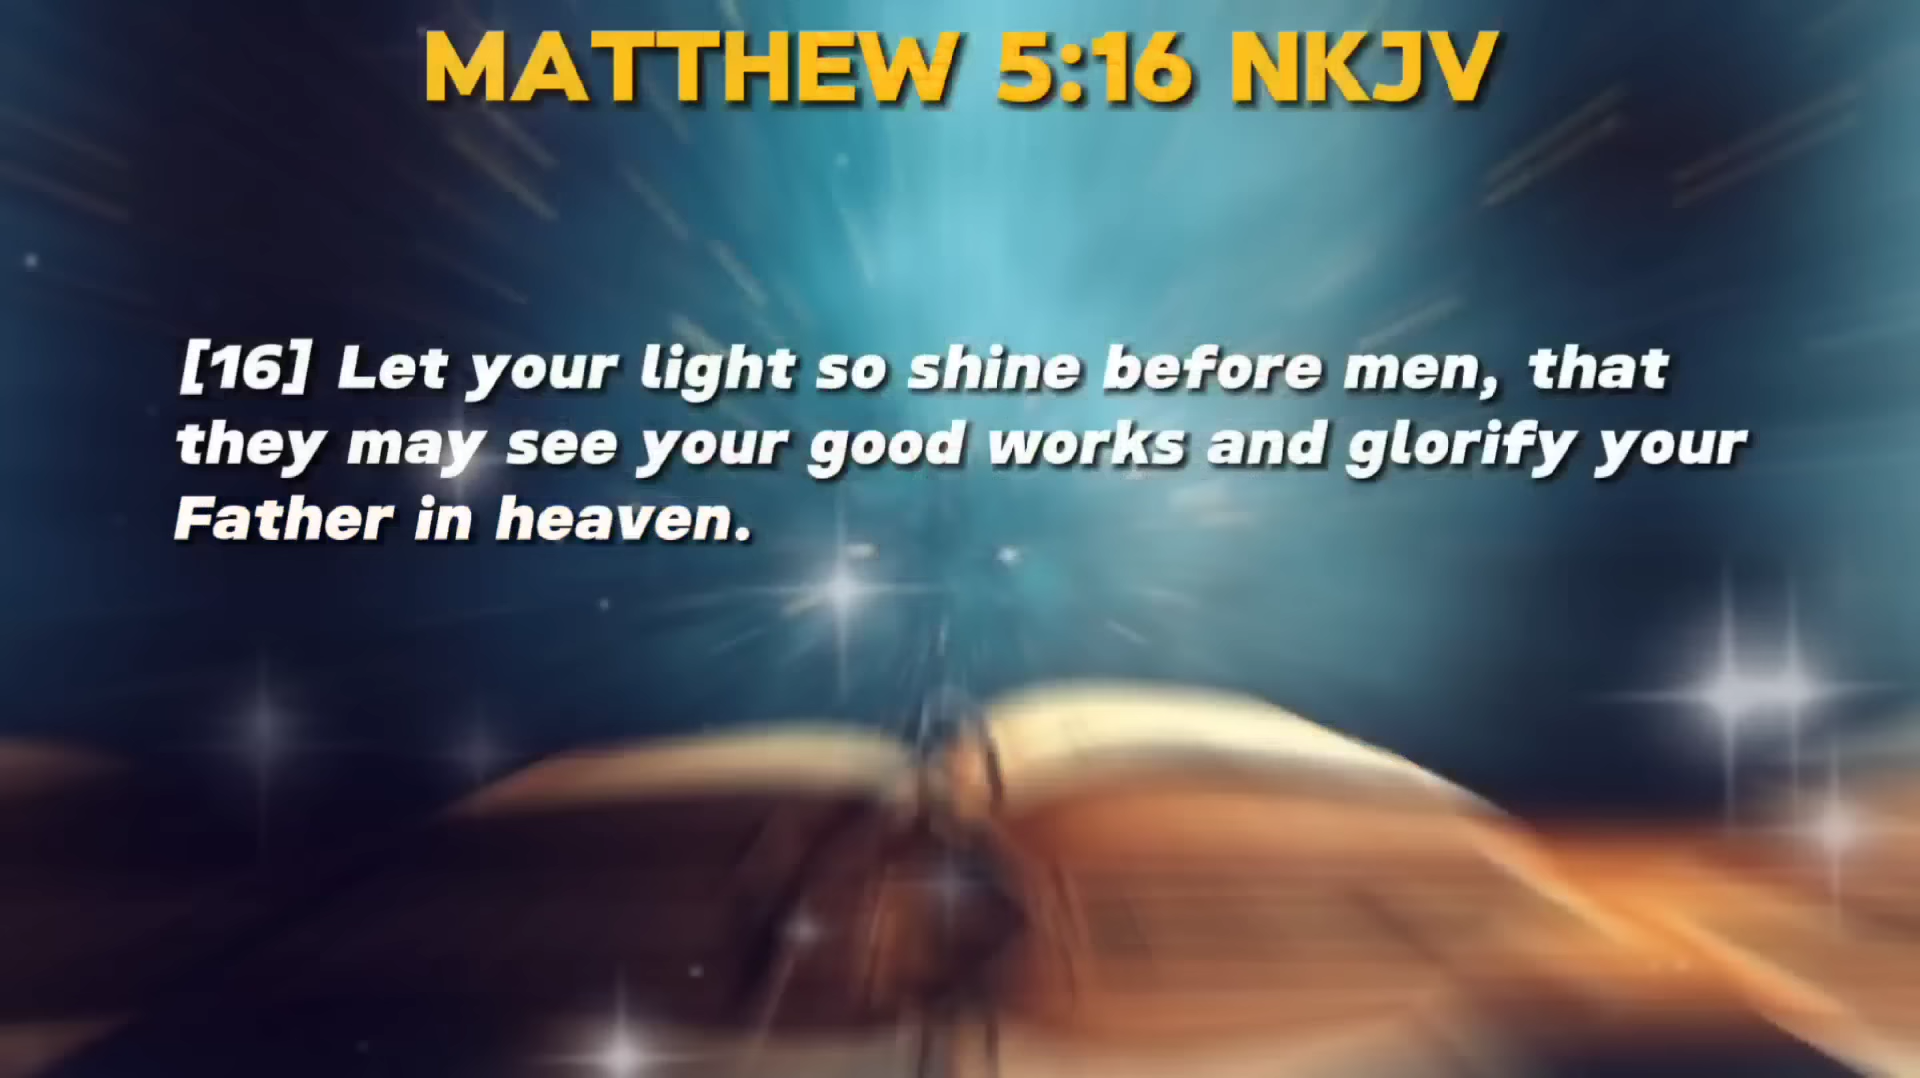 MATTHEW 5:16 NKJV
[16] Let your light so shine before men, that
they may see your good works and glorify your
Father in heaven.